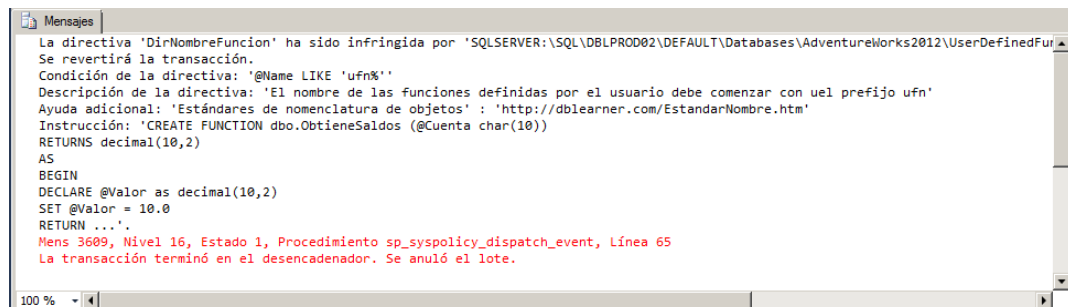 Mensajes
La directiva 'DirNombreFuncion' ha sido infringida por 'SQLSERVER:\SQL\DBLPROD02\DEFAULT\Databases\AdventureWorks2012\UserDefinedFur
Se revertirá la transacción.
Condición de la directiva: '@Name LIKE 'ufn%''
Descripción de la directiva: 'El nombre de las funciones definidas por el usuario debe comenzar con uel prefijo ufn'
Ayuda adicional: 'Estándares de nomenclatura de objetos' : 'http://dblearner.com/EstandarNombre.htm'
Instrucción: 'CREATE FUNCTION dbo.ObtieneSaldos (@Cuenta char(10))
RETURNS decimal(10,2)
AS
BEGIN
DECLARE @Valor as decimal(10,2)
SET @Valor = 10.0
RETURN ...'.
Mens 3609, Nivel 16, Estado 1, Procedimiento sp_syspolicy_dispatch_event, Línea 65
La transacción terminó en el desencadenador. Se anuló el lote.
100 %